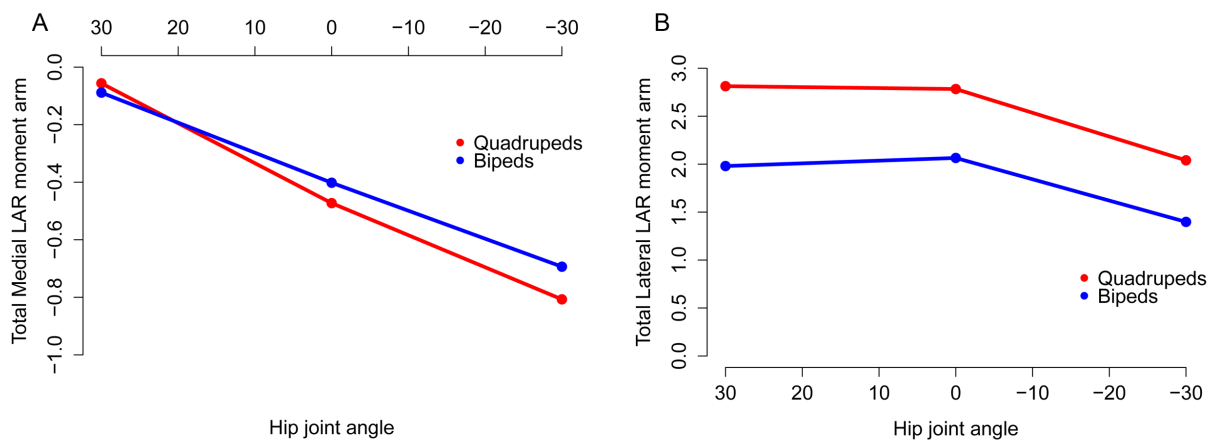 A
30 20 10 0 −10 −20 −30
Total Medial LAR moment arm
0.0
−0.2
−0.4
−0.6
−0.8
−1.0
Quadrupeds
Bipeds
Hip joint angle
B
Total Lateral LAR moment arm
3.0
2.5
2.0
1.5
1.0
0.5
0.0
Quadrupeds
Bipeds
30 20 10 0 −10 −20 −30
Hip joint angle